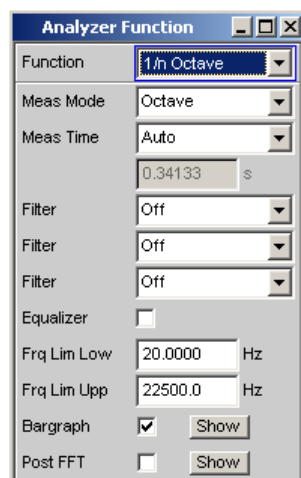 Analyzer Function
Function 1/n Octave
Meas Mode Octave
Meas Time Auto
0.34133 s
Filter Off
Filter Off
Filter Off
Equalizer
Frq Lim Low 20.0000 Hz
Frq Lim Upp 22500.0 Hz
Bargraph Show
Post FFT Show